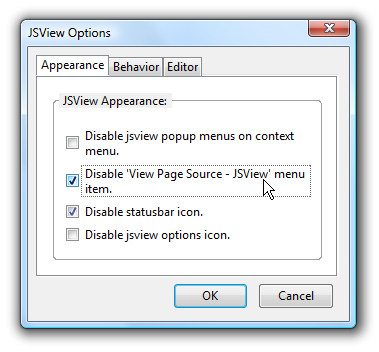 JSView Options
Appearance Behavior Editor
JSView Appearance:
Disable jsview popup menus on context
menu.
Disable 'View Page Source - JSView' menu
item.
Disable statusbar icon.
Disable jsview options icon.
OK Cancel